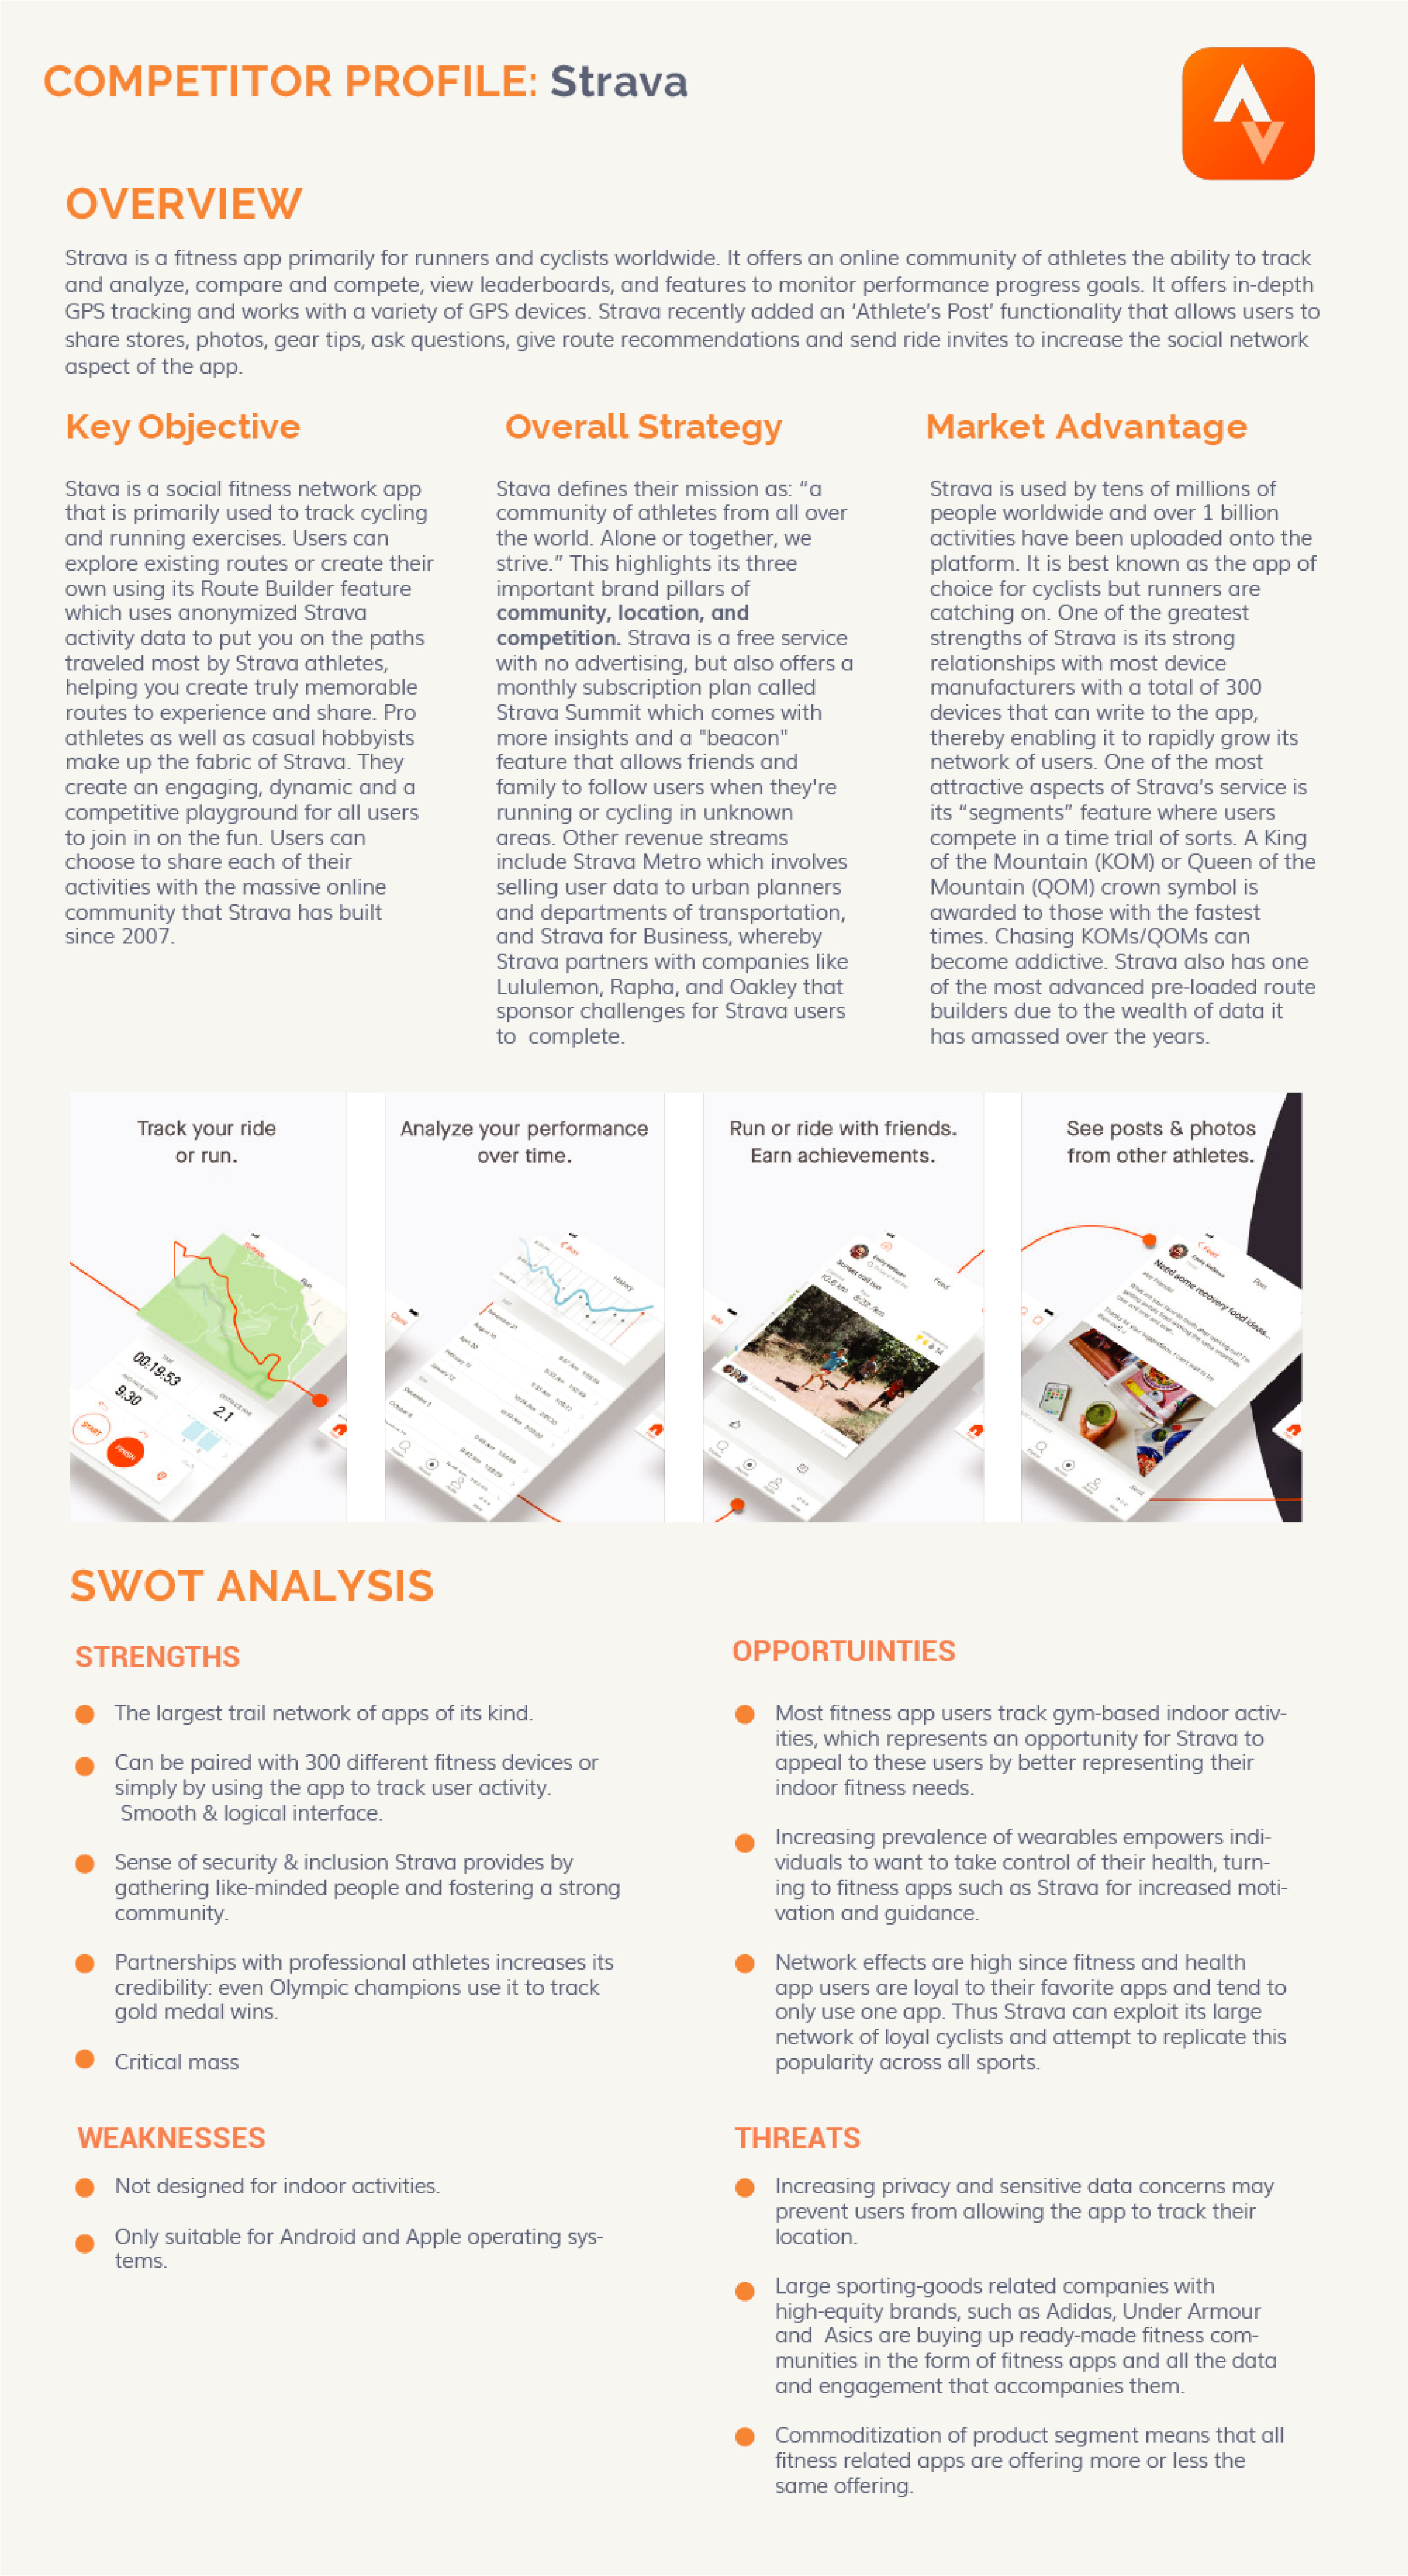 COMPETITOR PROFILE: Strava
OVERVIEW
Strava is a fitness app primarily for runners and cyclists worldwide. It offers an online community of athletes the ability to track
and analyze, compare and compete, view leaderboards, and features to monitor performance progress goals. It offers in-depth
GPS tracking and works with a variety of GPS devices. Strava recently added an ‘Athlete’s Post’ functionality that allows users to
share stores, photos, gear tips, ask questions, give route recommendations and send ride invites to increase the social network
aspect of the app.
Key Objective
Stava is a social fitness network app
that is primarily used to track cycling
and running exercises. Users can
explore existing routes or create their
own using its Route Builder feature
which uses anonymized Strava
activity data to put you on the paths
traveled most by Strava athletes,
helping you create truly memorable
routes to experience and share. Pro
athletes as well as casual hobbyists
make up the fabric of Strava. They
create an engaging, dynamic and a
competitive playground for all users
to join in on the fun. Users can
choose to share each of their
activities with the massive online
community that Strava has built
since 2007.
Overall Strategy
Stava defines their mission as: “a
community of athletes from all over
the world. Alone or together, we
strive.” This highlights its three
important brand pillars of
community, location, and
competition. Strava is a free service
with no advertising, but also offers a
monthly subscription plan called
Strava Summit which comes with
more insights and a "beacon"
feature that allows friends and
family to follow users when they're
running or cycling in unknown
areas. Other revenue streams
include Strava Metro which involves
selling user data to urban planners
and departments of transportation,
and Strava for Business, whereby
Strava partners with companies like
Lululemon, Rapha, and Oakley that
sponsor challenges for Strava users
to  complete.
Market Advantage
Strava is used by tens of millions of
people worldwide and over 1 billion
activities have been uploaded onto the
platform. It is best known as the app of
choice for cyclists but runners are
catching on. One of the greatest
strengths of Strava is its strong
relationships with most device
manufacturers with a total of 300
devices that can write to the app,
thereby enabling it to rapidly grow its
network of users. One of the most
attractive aspects of Strava’s service is
its “segments” feature where users
compete in a time trial of sorts. A King
of the Mountain (KOM) or Queen of the
Mountain (QOM) crown symbol is
awarded to those with the fastest
times. Chasing KOMs/QOMs can
become addictive. Strava also has one
of the most advanced pre-loaded route
builders due to the wealth of data it
has amassed over the years.
Track your ride
or run.
Run
00:19:53
9:30
2.1
START
FINISH
Analyze your performance
over time.
History
Run or ride with friends.
Earn achievements.
Feed
See posts & photos
from other athletes.
Feed
Post
Need some recovery food ideas...
SWOT ANALYSIS
STRENGTHS
The largest trail network of apps of its kind.
Can be paired with 300 different fitness devices or
simply by using the app to track user activity.
Smooth & logical interface.
Sense of security & inclusion Strava provides by
gathering like-minded people and fostering a strong
community.
Partnerships with professional athletes increases its
credibility: even Olympic champions use it to track
gold medal wins.
Critical mass
OPPORTUINTIES
Most fitness app users track gym-based indoor activ-
ities, which represents an opportunity for Strava to
appeal to these users by better representing their
indoor fitness needs.
Increasing prevalence of wearables empowers indi-
viduals to want to take control of their health, turn-
ing to fitness apps such as Strava for increased moti-
vation and guidance.
Network effects are high since fitness and health
app users are loyal to their favorite apps and tend to
only use one app. Thus Strava can exploit its large
network of loyal cyclists and attempt to replicate this
popularity across all sports.
WEAKNESSES
Not designed for indoor activities.
Only suitable for Android and Apple operating sys-
tems.
THREATS
Increasing privacy and sensitive data concerns may
prevent users from allowing the app to track their
location.
Large sporting-goods related companies with
high-equity brands, such as Adidas, Under Armour
and  Asics are buying up ready-made fitness com-
munities in the form of fitness apps and all the data
and engagement that accompanies them.
Commoditization of product segment means that all
fitness related apps are offering more or less the
same offering.